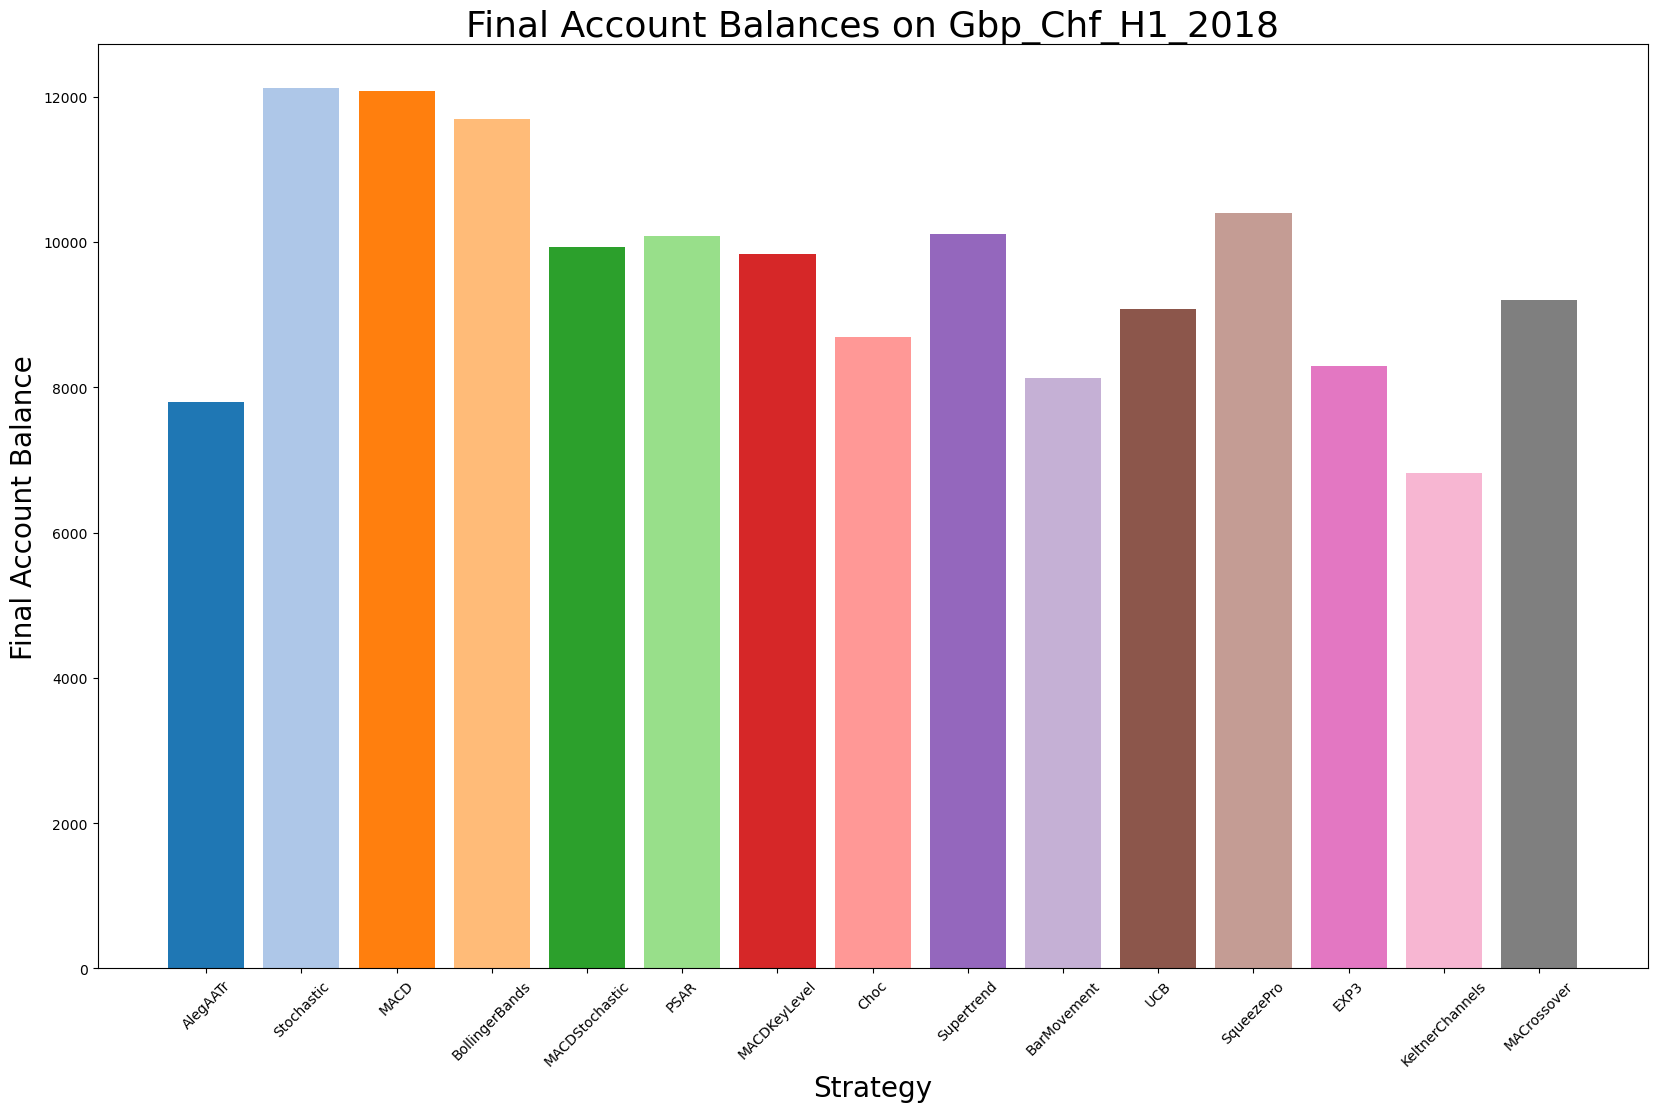 Final Account Balances on Gbp_Chf_H1_2018
Final Account Balance
12000
10000
8000
6000
4000
2000
0
AlegAATr
Stochastic
MACD
BollingerBands
MACDStochastic
PSAR
MACDKeyLevel
Choc
Supertrend
BarMovement
UCB
SqueezePro
EXP3
KeltnerChannels
MACrossover
Strategy